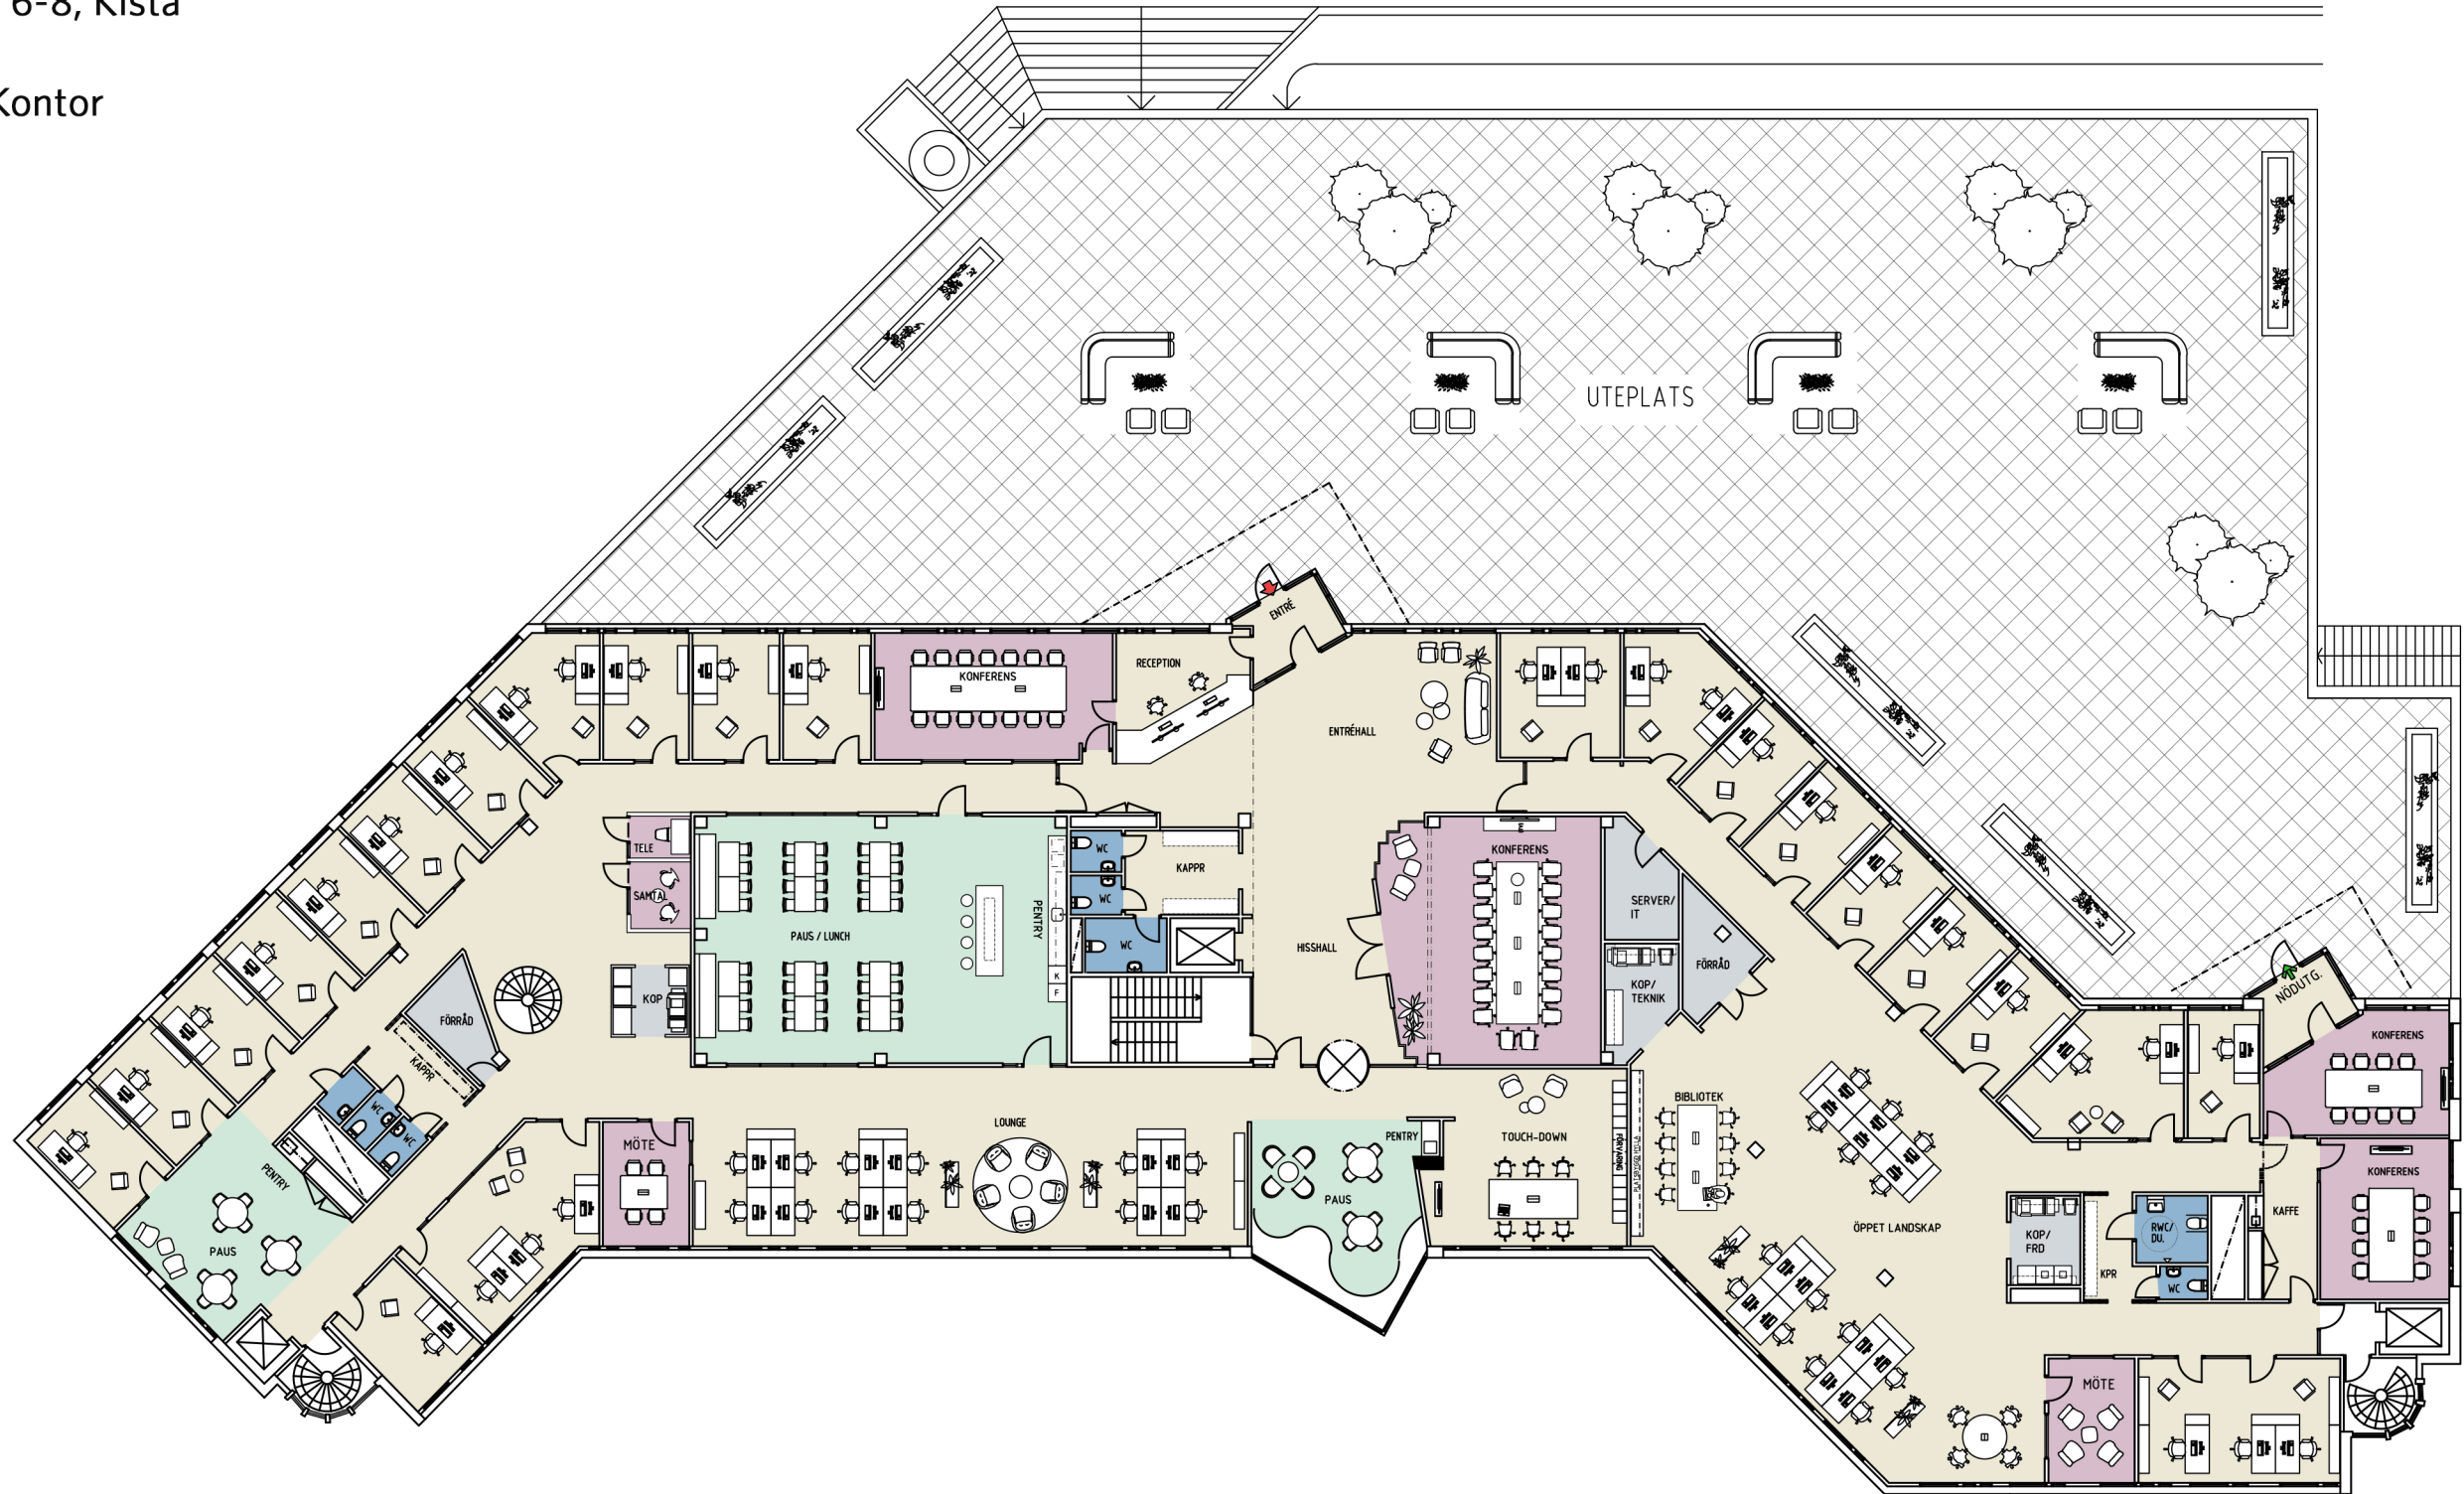 6-8, Kista
Kontor
UTEPLATS
ENTRÉ
RECEPTION
KONFERENS
ENTRÉHALL
TELE
SAMTAL
KOP
PAUS / LUNCH
PENTRY
K
F
WC
WC
WC
KAPPR
HISSHALL
KONFERENS
SERVER/
IT
KOP/
TEKNIK
FÖRRÅD
NÖDUTG.
KONFERENS
KONFERENS
FÖRRÅD
KAPPR
WC
WC
PENTRY
PAUS
MÖTE
LOUNGE
PENTRY
PAUS
TOUCH-DOWN
FÖRVARING
BIBLIOTEK
ÖPPET LANDSKAP
KOP/
FRD
KPR
RWC/
DU.
WC
KAFFE
MÖTE